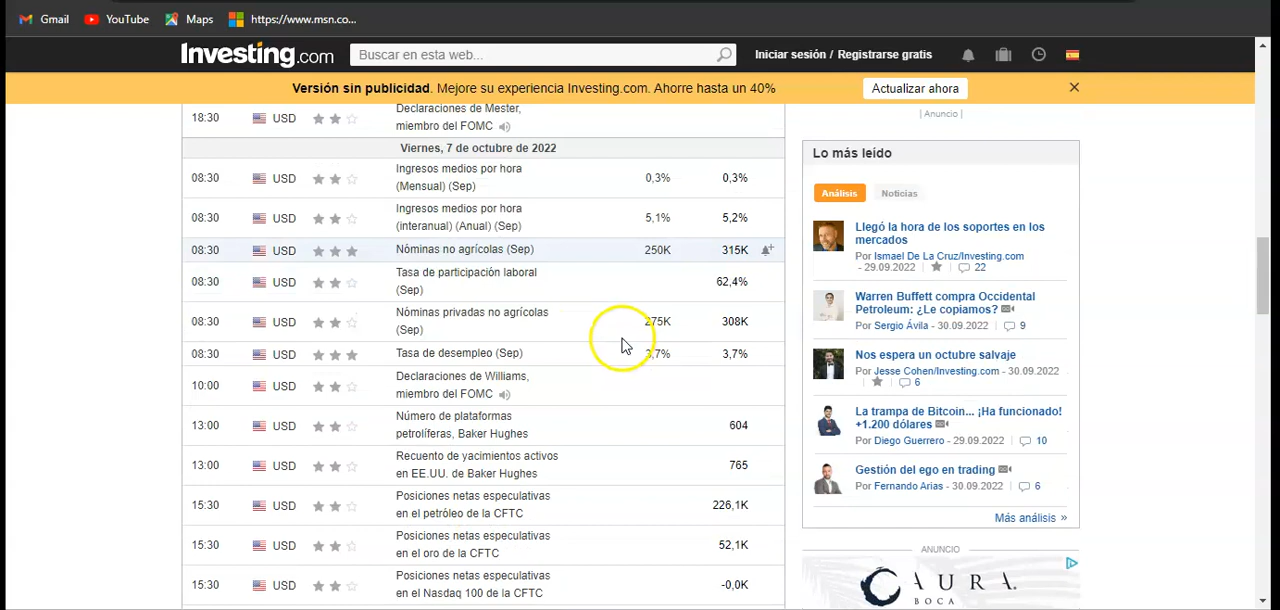 Gmail YouTube Maps https://www.msn.co...
Investing.com Buscar en esta web... Iniciar sesión / Registrarse gratis
Versión sin publicidad. Mejore su experiencia Investing.com. Ahorre hasta un 40% Actualizar ahora
18:30 USD Declaraciones de Mester,
miembro del FOMC
Viernes, 7 de octubre de 2022
08:30 USD Ingresos medios por hora
(Mensual) (Sep) 0,3% 0,3%
08:30 USD Ingresos medios por hora
(interanual) (Anual) (Sep) 5,1% 5,2%
08:30 USD Nóminas no agrícolas (Sep) 250K 315K
08:30 USD Tasa de participación laboral
(Sep) 62,4%
08:30 USD Nóminas privadas no agrícolas
(Sep) 275K 308K
08:30 USD Tasa de desempleo (Sep) 3,7% 3,7%
10:00 USD Declaraciones de Williams,
miembro del FOMC
13:00 USD Número de plataformas
petrolíferas, Baker Hughes 604
13:00 USD Recuento de yacimientos activos
en EE.UU. de Baker Hughes 765
15:30 USD Posiciones netas especulativas
en el petróleo de la CFTC 226,1K
15:30 USD Posiciones netas especulativas
en el oro de la CFTC 52,1K
15:30 USD Posiciones netas especulativas
en el Nasdaq 100 de la CFTC -0,0K
| Anuncio |
Lo más leído
Análisis Noticias
Llegó la hora de los soportes en los
mercados
Por Ismael De La Cruz/Investing.com
- 29.09.2022 22
Warren Buffett compra Occidental
Petroleum: ¿Le copiamos?
Por Sergio Ávila - 30.09.2022 9
Nos espera un octubre salvaje
Por Jesse Cohen/Investing.com - 30.09.2022
6
La trampa de Bitcoin... ¡Ha funcionado!
+1.200 dólares
Por Diego Guerrero - 29.09.2022 10
Gestión del ego en trading
Por Fernando Arias - 30.09.2022 6
Más análisis »
ANUNCIO
AURA
BOCA